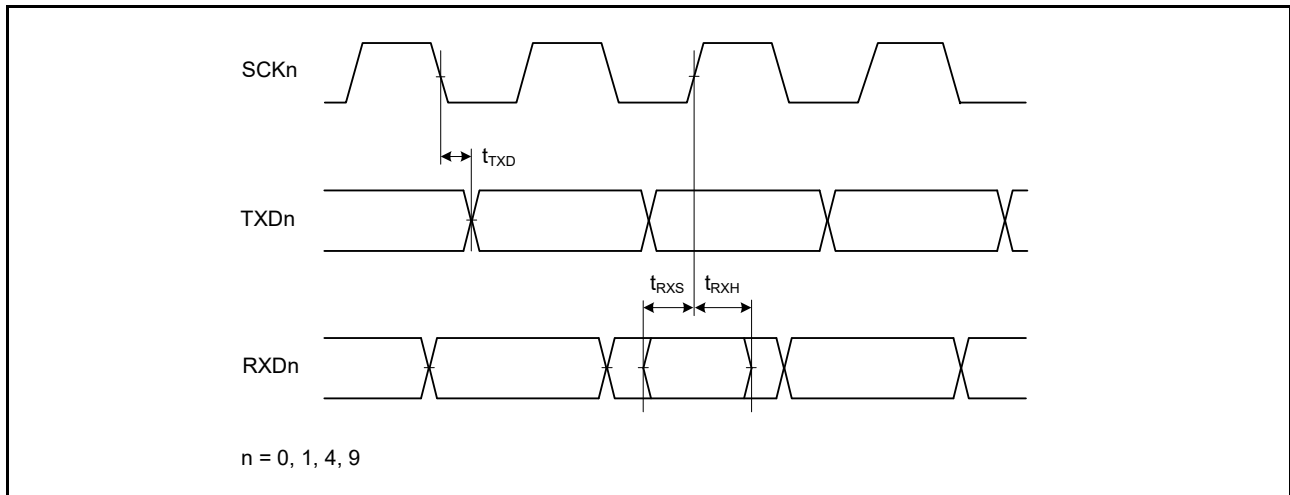 SCKn
tTXD
TXDn
tRXS tRXH
RXDn
n = 0, 1, 4, 9